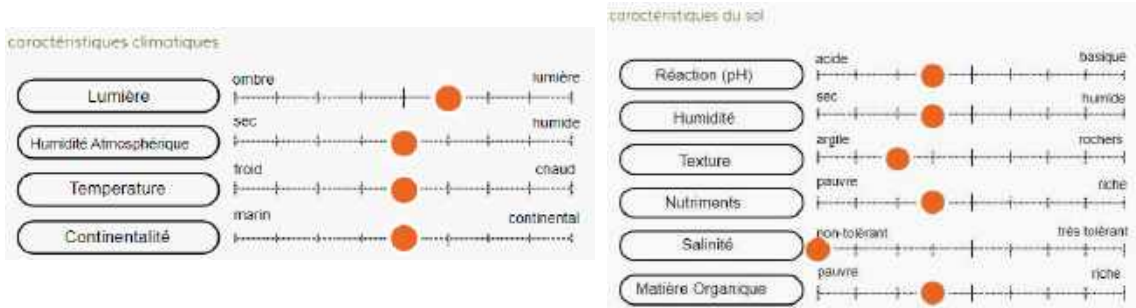 caractéristiques climatiques
Lumière
ombre lumière
Humidité Atmosphérique
sec humide
Temperature
froid chaud
Continentalité
marin continental
caractéristiques du sol
Réaction (pH)
acide basique
Humidité
sec humide
Texture
argile rochers
Nutriments
pauvre riche
Salinité
non-tolérant très tolérant
Matière Organique
pauvre riche